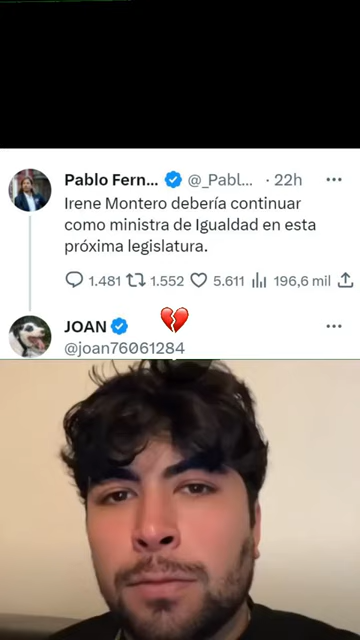 Pablo Fern... @_Pabl... · 22h
Irene Montero debería continuar
como ministra de Igualdad en esta
próxima legislatura.
1.481 1.552 5.611 196,6 mil
JOAN
@joan76061284